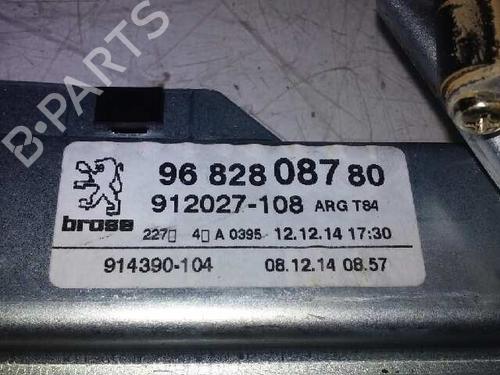 B-PARTS
96 828 087 80
brose 912027-108 ARG T84
227▯ 4▯ A 0395 12.12.14 17:30
914390-104 08.12.14 08.57